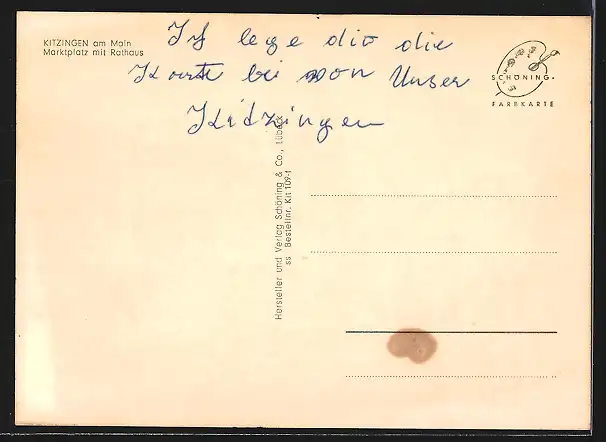 KITZINGEN am Main
Marktplatz mit Rathaus
Ich lege dir die
Karte bei von Unser
Kitzingen
SCHÖNING
FARBKARTE
Hersteller und Verlag Schöning & Co., Lübeck
ss Bestellnr. Kit 109-f